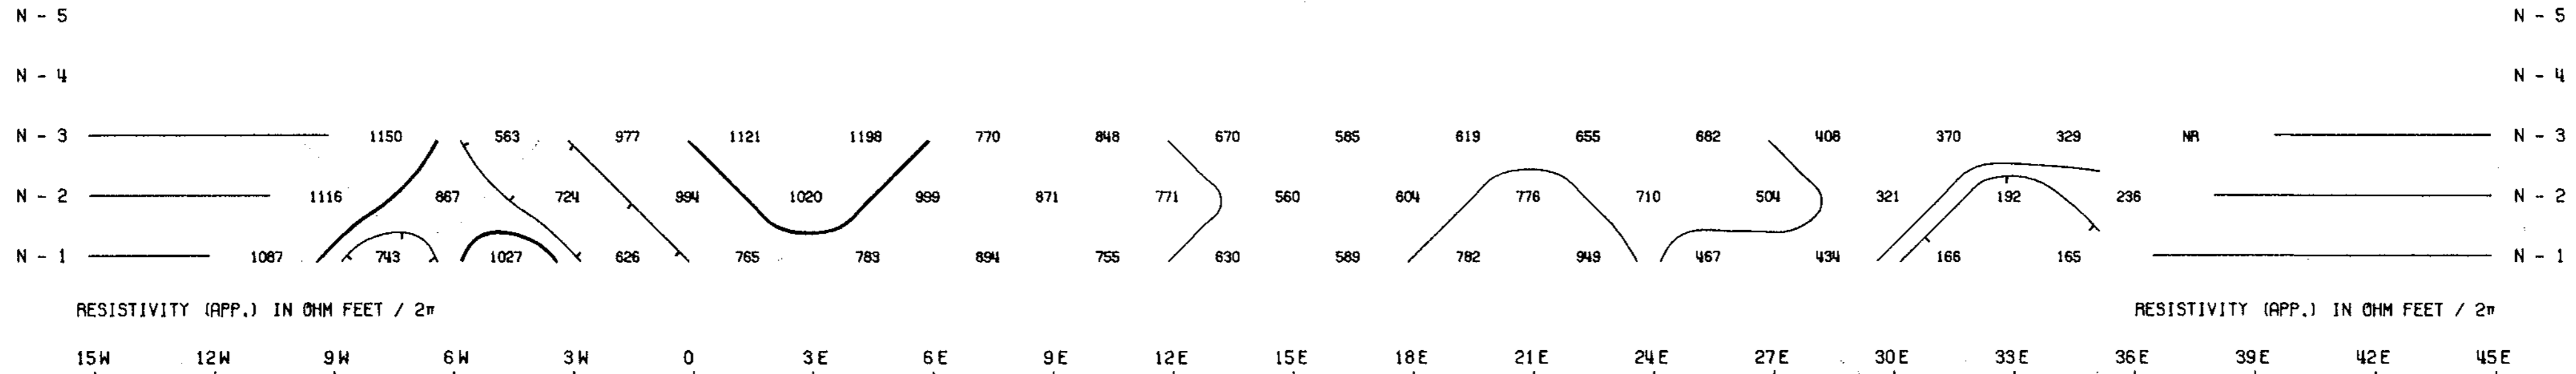 N - 5 N - 5
N - 4 N - 4
N - 3 1150 563 977 1121 1198 770 848 670 585 619 655 682 408 370 329 NR N - 3
1116 867 724 994 1020 999 871 771 560 604 776 710 504 321 192 236
N - 2 N - 2
N - 1 1087 743 1027 626 765 783 894 755 630 589 782 949 467 434 166 165 N - 1
RESISTIVITY (APP.) IN OHM FEET / 2π RESISTIVITY (APP.) IN OHM FEET / 2π
15W 12W 9W 6W 3W 0 3E 6E 9E 12E 15E 18E 21E 24E 27E 30E 33E 36E 39E 42E 45E